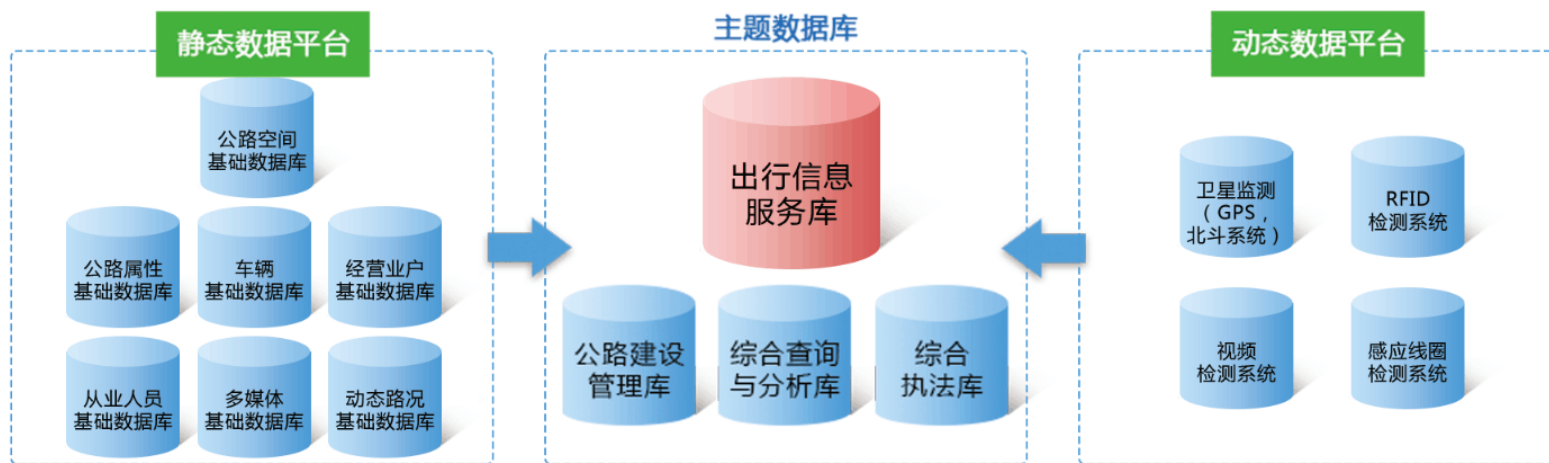 静态数据平台
公路空间
基础数据库
公路属性
基础数据库
车辆
基础数据库
经营业户
基础数据库
从业人员
基础数据库
多媒体
基础数据库
动态路况
基础数据库
主题数据库
出行信息
服务库
公路建设
管理库
综合查询
与分析库
综合
执法库
动态数据平台
卫星监测
（GPS，
北斗系统）
RFID
检测系统
视频
检测系统
感应线圈
检测系统